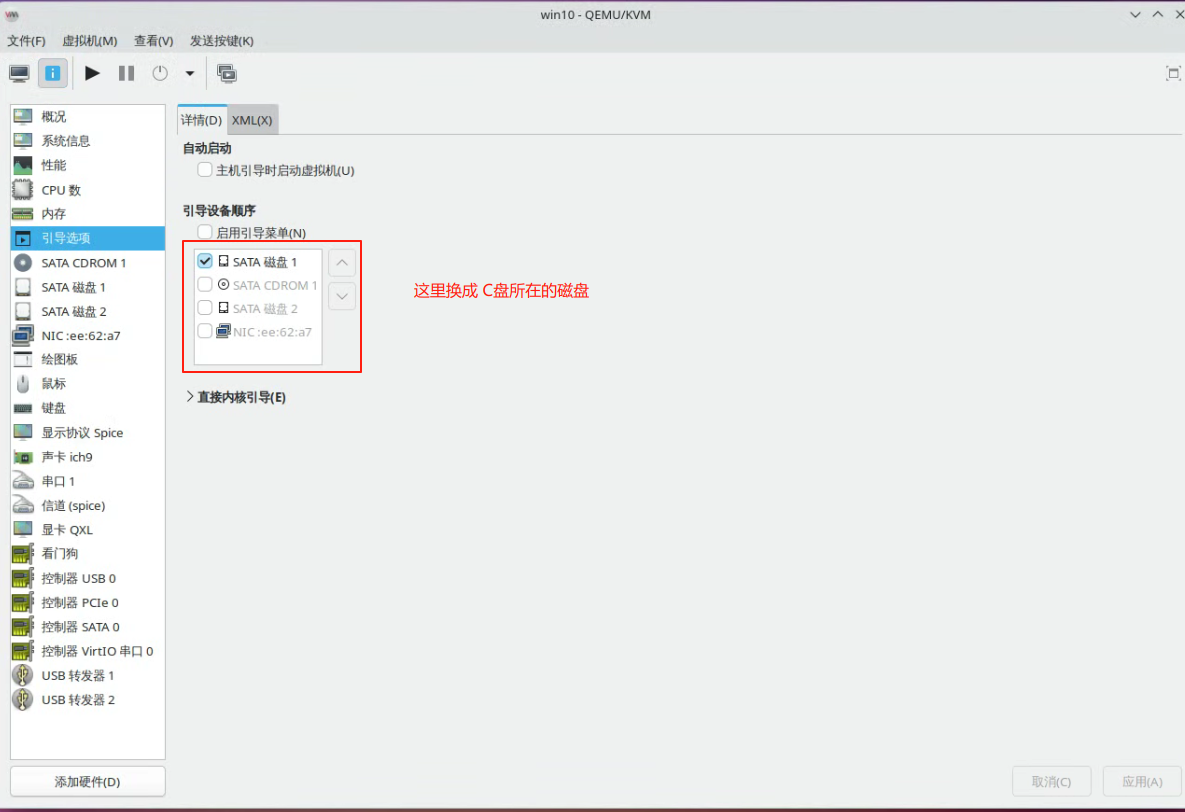 win10 - QEMU/KVM
文件(F) 虚拟机(M) 查看(V) 发送按键(K)
概况
系统信息
性能
CPU 数
内存
引导选项
SATA CDROM 1
SATA 磁盘 1
SATA 磁盘 2
NIC :ee:62:a7
绘图板
鼠标
键盘
显示协议 Spice
声卡 ich9
串口 1
信道 (spice)
显卡 QXL
看门狗
控制器 USB 0
控制器 PCIe 0
控制器 SATA 0
控制器 VirtIO 串口 0
USB 转发器 1
USB 转发器 2
添加硬件(D)
详情(D) XML(X)
自动启动
主机引导时启动虚拟机(U)
引导设备顺序
启用引导菜单(N)
SATA 磁盘 1
SATA CDROM 1
SATA 磁盘 2
NIC :ee:62:a7
这里换成 C盘所在的磁盘
直接内核引导(E)
取消(C) 应用(A)